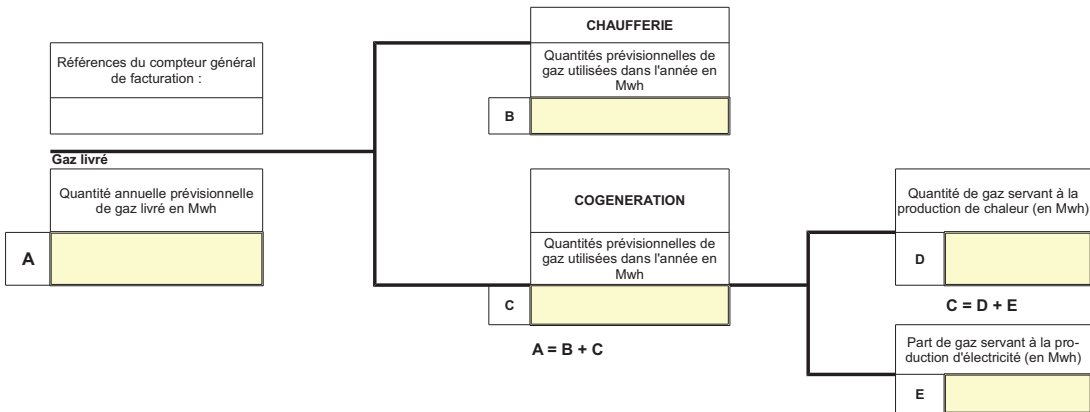 Références du compteur général
de facturation :
Gaz livré
Quantité annuelle prévisionnelle
de gaz livré en Mwh
A
CHAUFFERIE
Quantités prévisionnelles de
gaz utilisées dans l'année en
Mwh
B
COGENERATION
Quantités prévisionnelles de
gaz utilisées dans l'année en
Mwh
C
A = B + C
Quantité de gaz servant à la
production de chaleur (en Mwh)
D
C = D + E
Part de gaz servant à la pro-
duction d'électricité (en Mwh)
E